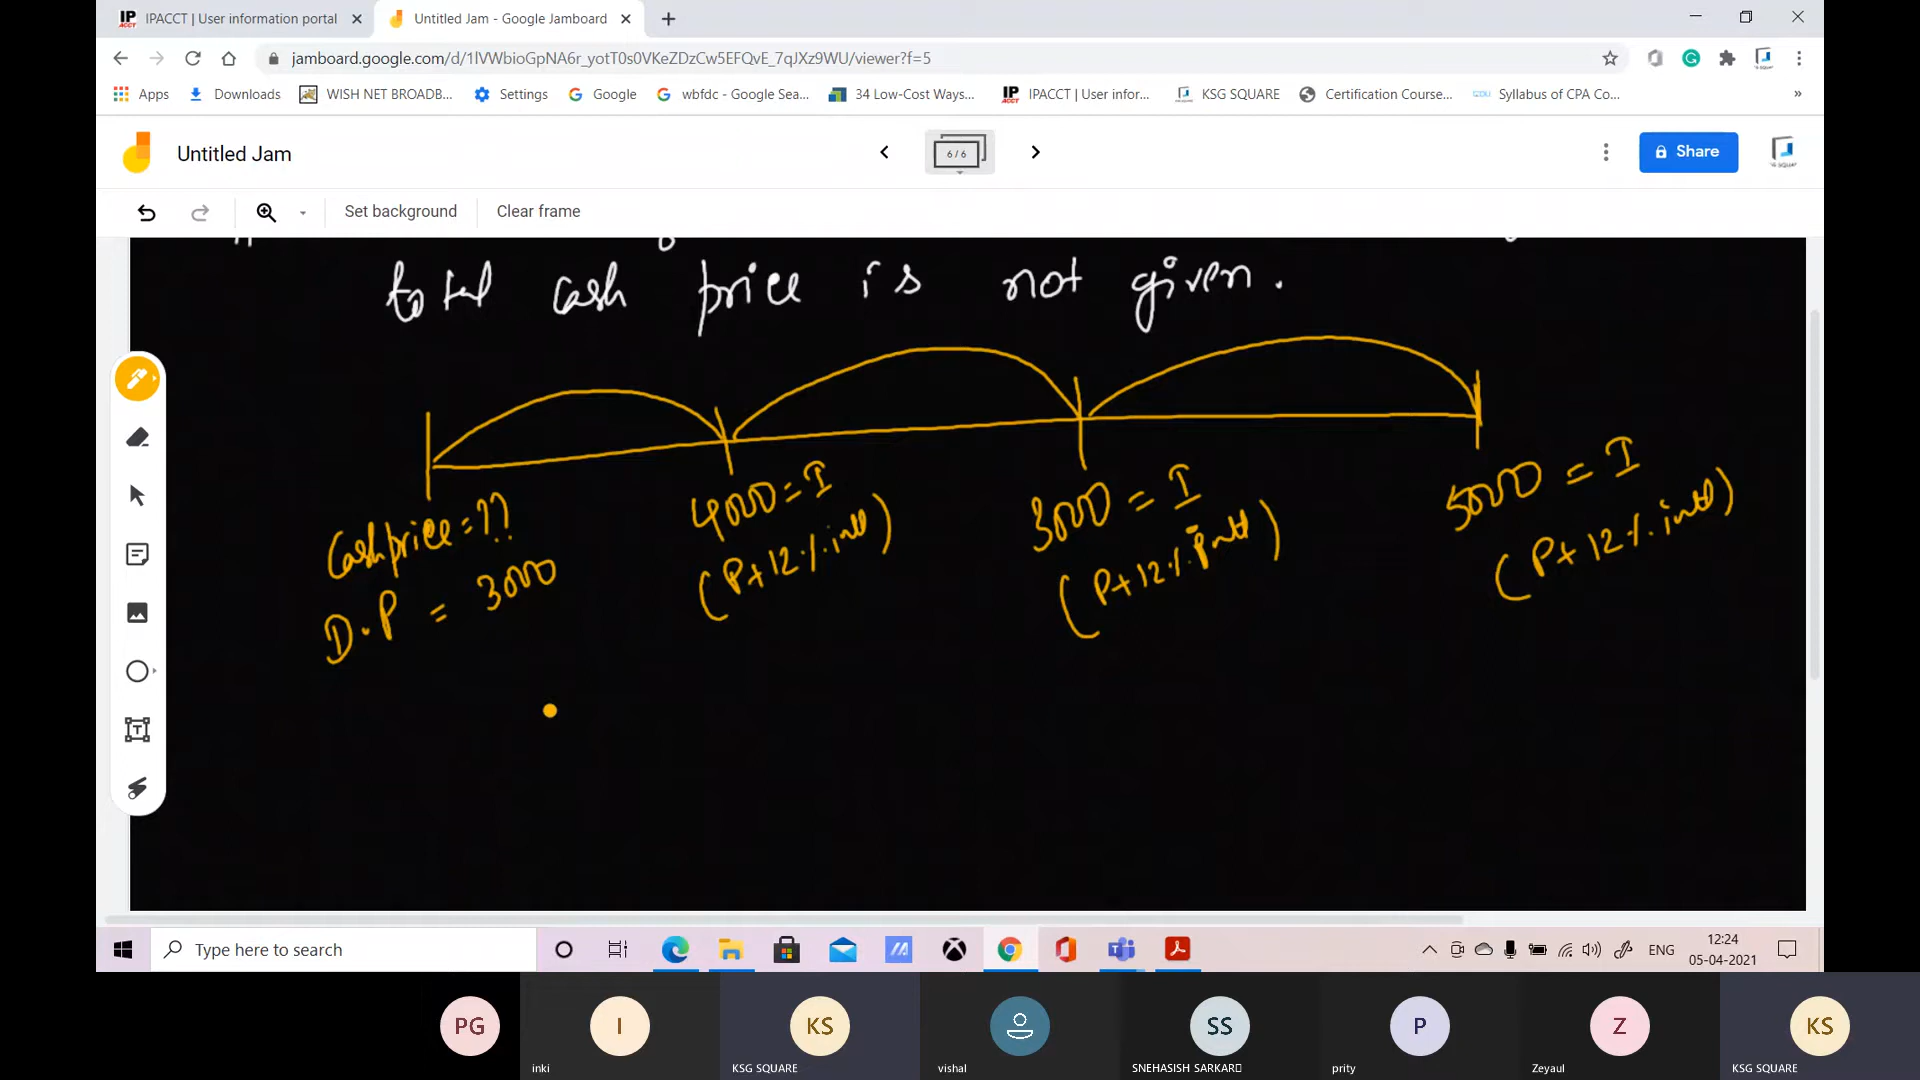 IPACCT | User information portal
Untitled Jam - Google Jamboard
jamboard.google.com/d/1lVWbioGpNA6r_yotT0s0VKeZDzCw5EFQvE_7qJXz9WU/viewer?f=5
Apps Downloads WISH NET BROADB... Settings Google wbfdc - Google Sea... 34 Low-Cost Ways... IPACCT | User infor... KSG SQUARE Certification Course... Syllabus of CPA Co... »
Untitled Jam
6 / 6
Share
Set background Clear frame
total cash price is not given.
4000 = I
3000 = I
5000 = I
Cash price = ??
(P+12%.intt)
(P+12%.intt)
(P+12%.intt)
D.P = 3000
Type here to search
ENG
12:24
05-04-2021
PG I KS SS P Z KS
inki KSG SQUARE vishal SNEHASISH SARKAR prity Zeyaul KSG SQUARE